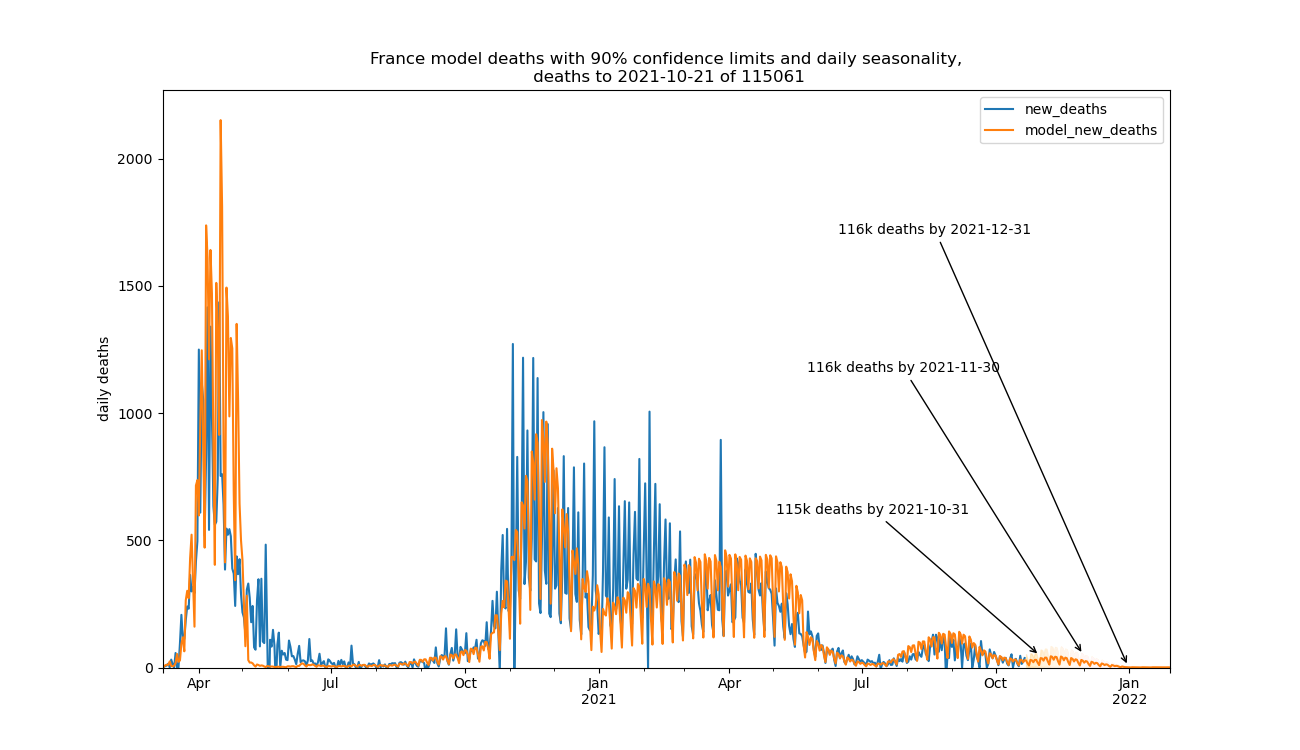 France model deaths with 90% confidence limits and daily seasonality,
deaths to 2021-10-21 of 115061
new_deaths
model_new_deaths
2000
1500
1000
500
0
daily deaths
116k deaths by 2021-12-31
116k deaths by 2021-11-30
115k deaths by 2021-10-31
Apr Jul Oct Jan Apr Jul Oct Jan
2021 2022